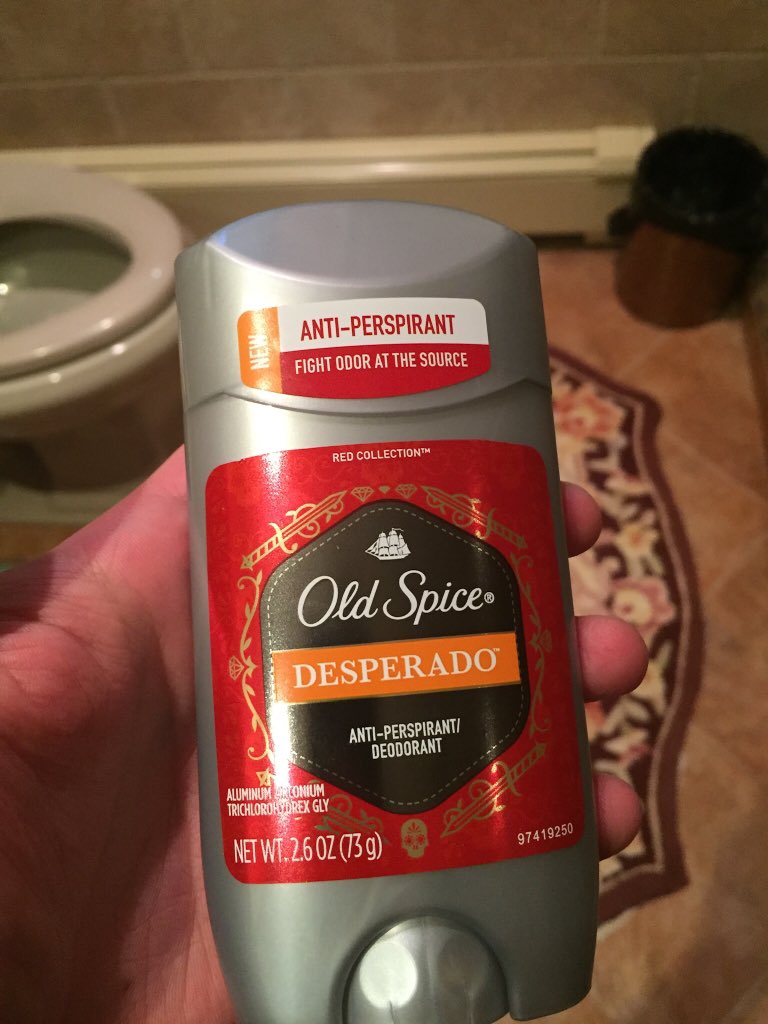 NEW
ANTI-PERSPIRANT
FIGHT ODOR AT THE SOURCE
RED COLLECTION™
Old Spice®
DESPERADO™
ANTI-PERSPIRANT/
DEODORANT
ALUMINUM ZIRCONIUM
TRICHLOROHYDREX GLY
NET WT. 2.6 OZ (73 g)
97419250